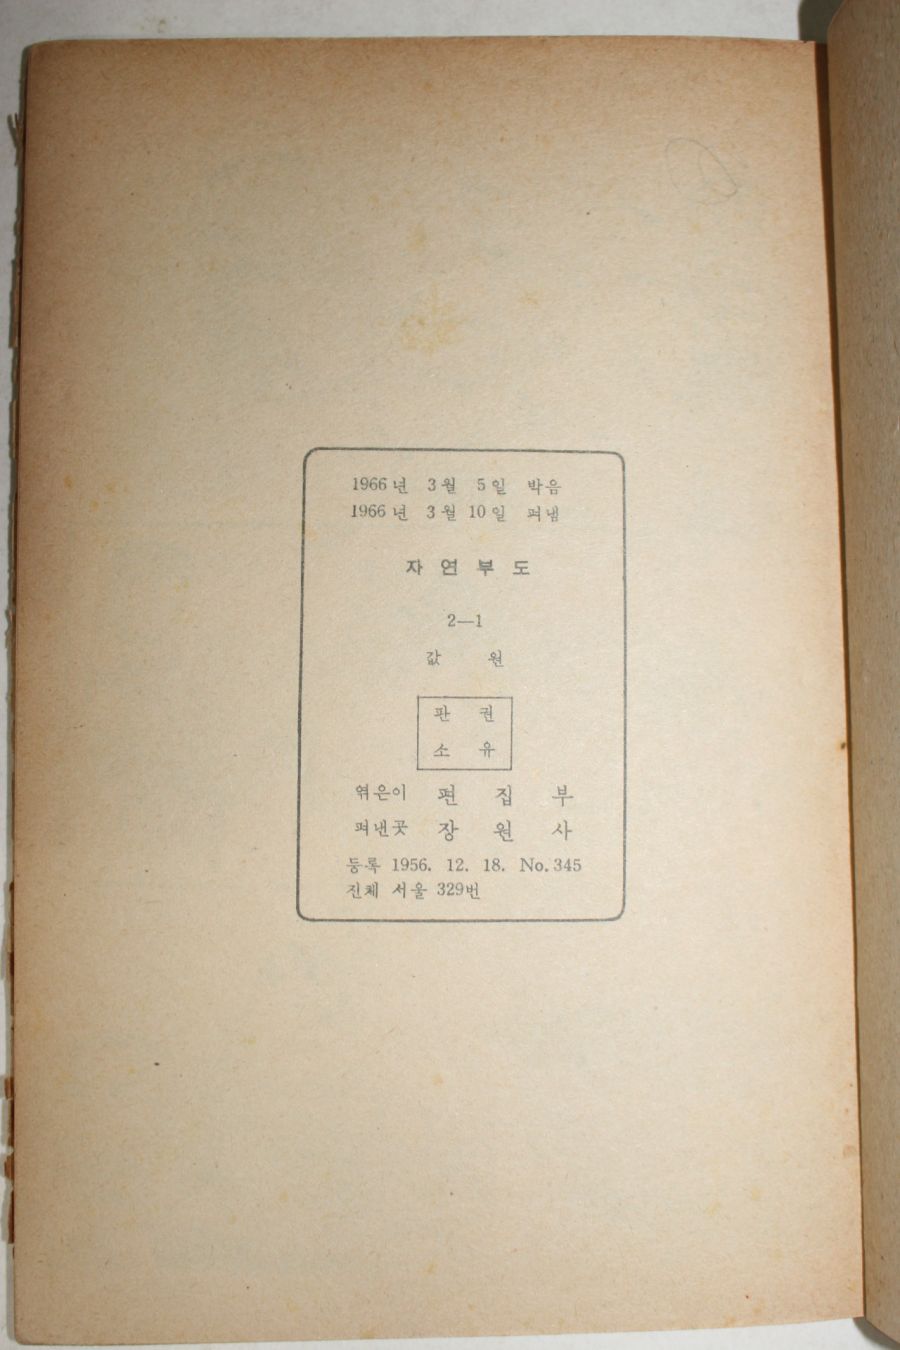 1966년 3월 5일 박음
1966년 3월 10일 펴냄
자연부도
2—1
값 원
판권
소유
엮은이 편집부
펴낸곳 장원사
등록 1956. 12. 18. No. 345
진체 서울 329번